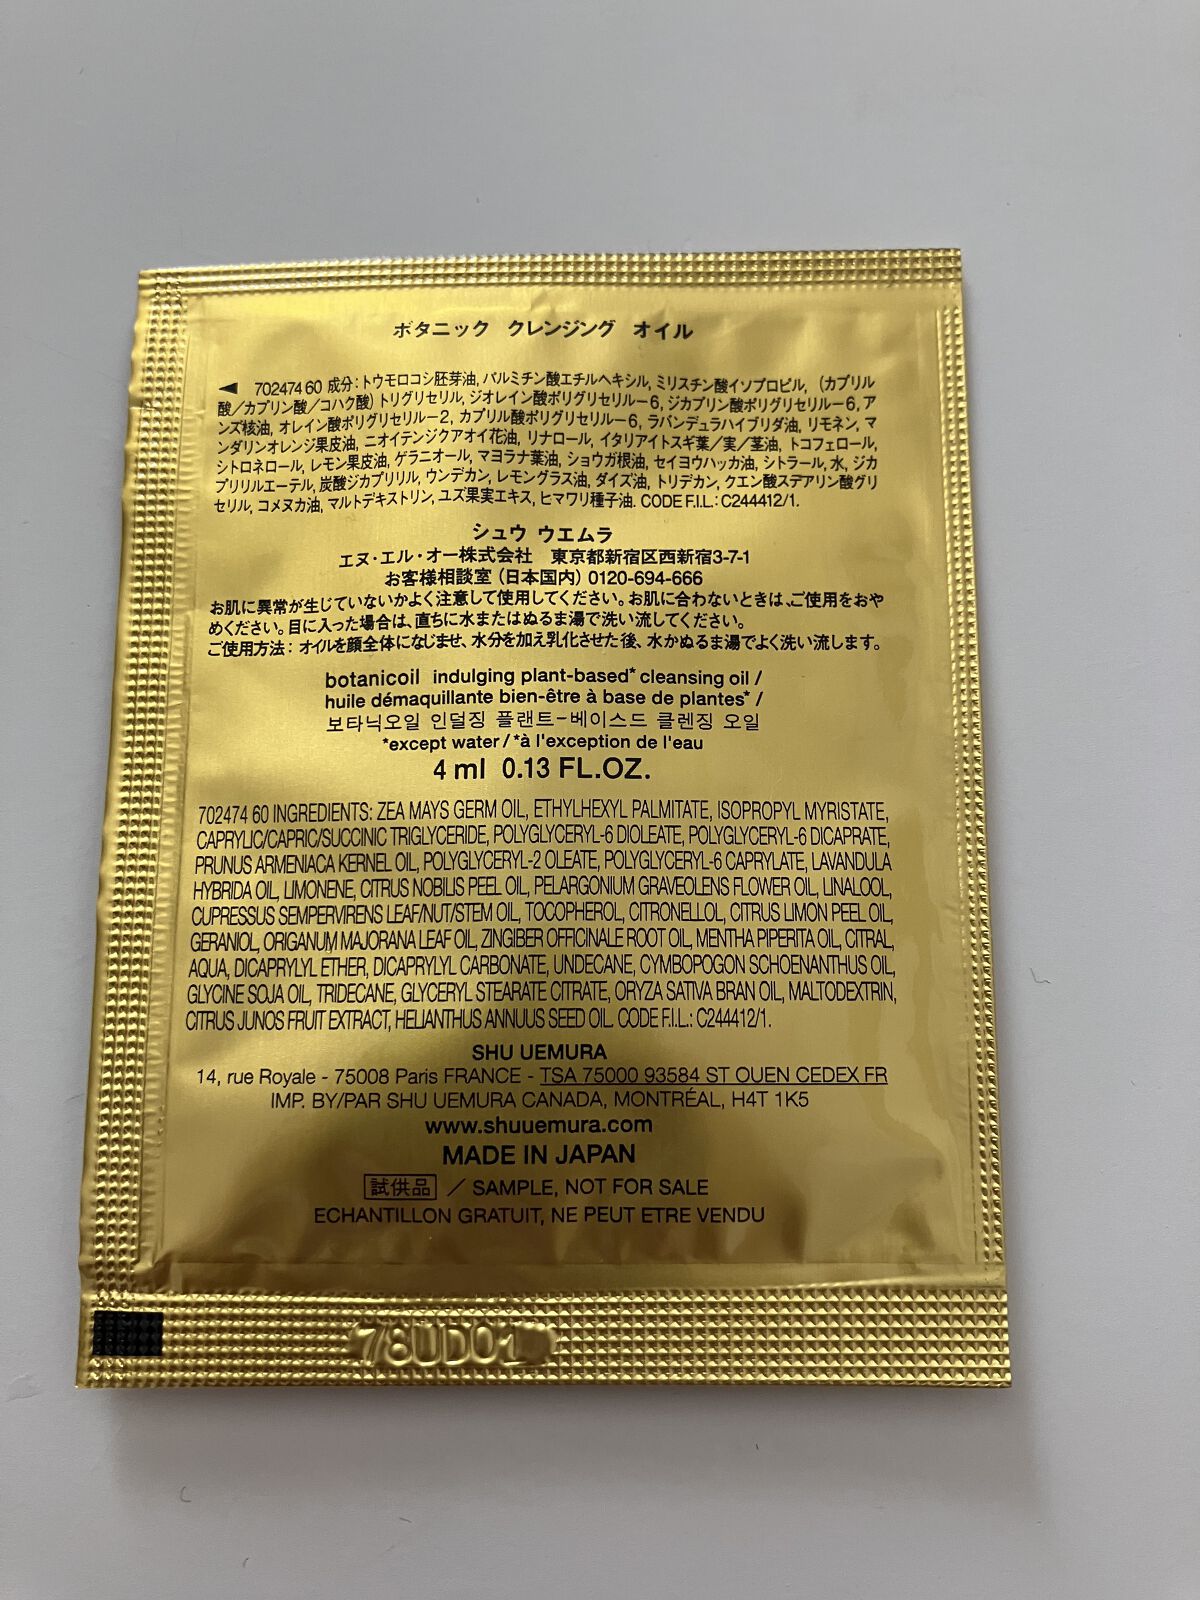 ボタニック クレンジング オイル
◀ 702474 60 成分：トウモロコシ胚芽油, パルミチン酸エチルヘキシル, ミリスチン酸イソプロピル, （カプリル
酸／カプリン酸／コハク酸）トリグリセリル, ジオレイン酸ポリグリセリル－6, ジカプリン酸ポリグリセリル－6, ア
ンズ核油, オレイン酸ポリグリセリル－2, カプリル酸ポリグリセリル－6, ラバンデュラハイブリダ油, リモネン, マ
ンダリンオレンジ果皮油, ニオイテンジクアオイ花油, リナロール, イタリアイトスギ葉／実／茎油, トコフェロール,
シトロネロール, レモン果皮油, ゲラニオール, マヨラナ葉油, ショウガ根油, セイヨウハッカ油, シトラール, 水, ジカ
プリリルエーテル, 炭酸ジカプリリル, ウンデカン, レモングラス油, ダイズ油, トリデカン, クエン酸ステアリン酸グリ
セリル, コメヌカ油, マルトデキストリン, ユズ果実エキス, ヒマワリ種子油. CODE F.I.L.: C244412/1.
シュウ ウエムラ
エヌ・エル・オー株式会社 東京都新宿区西新宿3-7-1
お客様相談室（日本国内）0120-694-666
お肌に異常が生じていないかよく注意して使用してください。お肌に合わないときは、ご使用をおや
めください。目に入った場合は、直ちに水またはぬるま湯で洗い流してください。
ご使用方法：オイルを顔全体になじませ、水分を加え乳化させた後、水かぬるま湯でよく洗い流します。
botanicoil indulging plant-based* cleansing oil /
huile démaquillante bien-être à base de plantes* /
보타닉오일 인덜징 플랜트-베이스드 클렌징 오일
*except water / *à l'exception de l'eau
4 ml 0.13 FL.OZ.
702474 60 INGREDIENTS: ZEA MAYS GERM OIL, ETHYLHEXYL PALMITATE, ISOPROPYL MYRISTATE,
CAPRYLIC/CAPRIC/SUCCINIC TRIGLYCERIDE, POLYGLYCERYL-6 DIOLEATE, POLYGLYCERYL-6 DICAPRATE,
PRUNUS ARMENIACA KERNEL OIL, POLYGLYCERYL-2 OLEATE, POLYGLYCERYL-6 CAPRYLATE, LAVANDULA
HYBRIDA OIL, LIMONENE, CITRUS NOBILIS PEEL OIL, PELARGONIUM GRAVEOLENS FLOWER OIL, LINALOOL,
CUPRESSUS SEMPERVIRENS LEAF/NUT/STEM OIL, TOCOPHEROL, CITRONELLOL, CITRUS LIMON PEEL OIL,
GERANIOL, ORIGANUM MAJORANA LEAF OIL, ZINGIBER OFFICINALE ROOT OIL, MENTHA PIPERITA OIL, CITRAL,
AQUA, DICAPRYLYL ETHER, DICAPRYLYL CARBONATE, UNDECANE, CYMBOPOGON SCHOENANTHUS OIL,
GLYCINE SOJA OIL, TRIDECANE, GLYCERYL STEARATE CITRATE, ORYZA SATIVA BRAN OIL, MALTODEXTRIN,
CITRUS JUNOS FRUIT EXTRACT, HELIANTHUS ANNUUS SEED OIL. CODE F.I.L.: C244412/1.
SHU UEMURA
14, rue Royale - 75008 Paris FRANCE - TSA 75000 93584 ST OUEN CEDEX FR
IMP. BY/PAR SHU UEMURA CANADA, MONTRÉAL, H4T 1K5
www.shuuemura.com
MADE IN JAPAN
試供品 / SAMPLE, NOT FOR SALE
ECHANTILLON GRATUIT, NE PEUT ETRE VENDU
78UD01